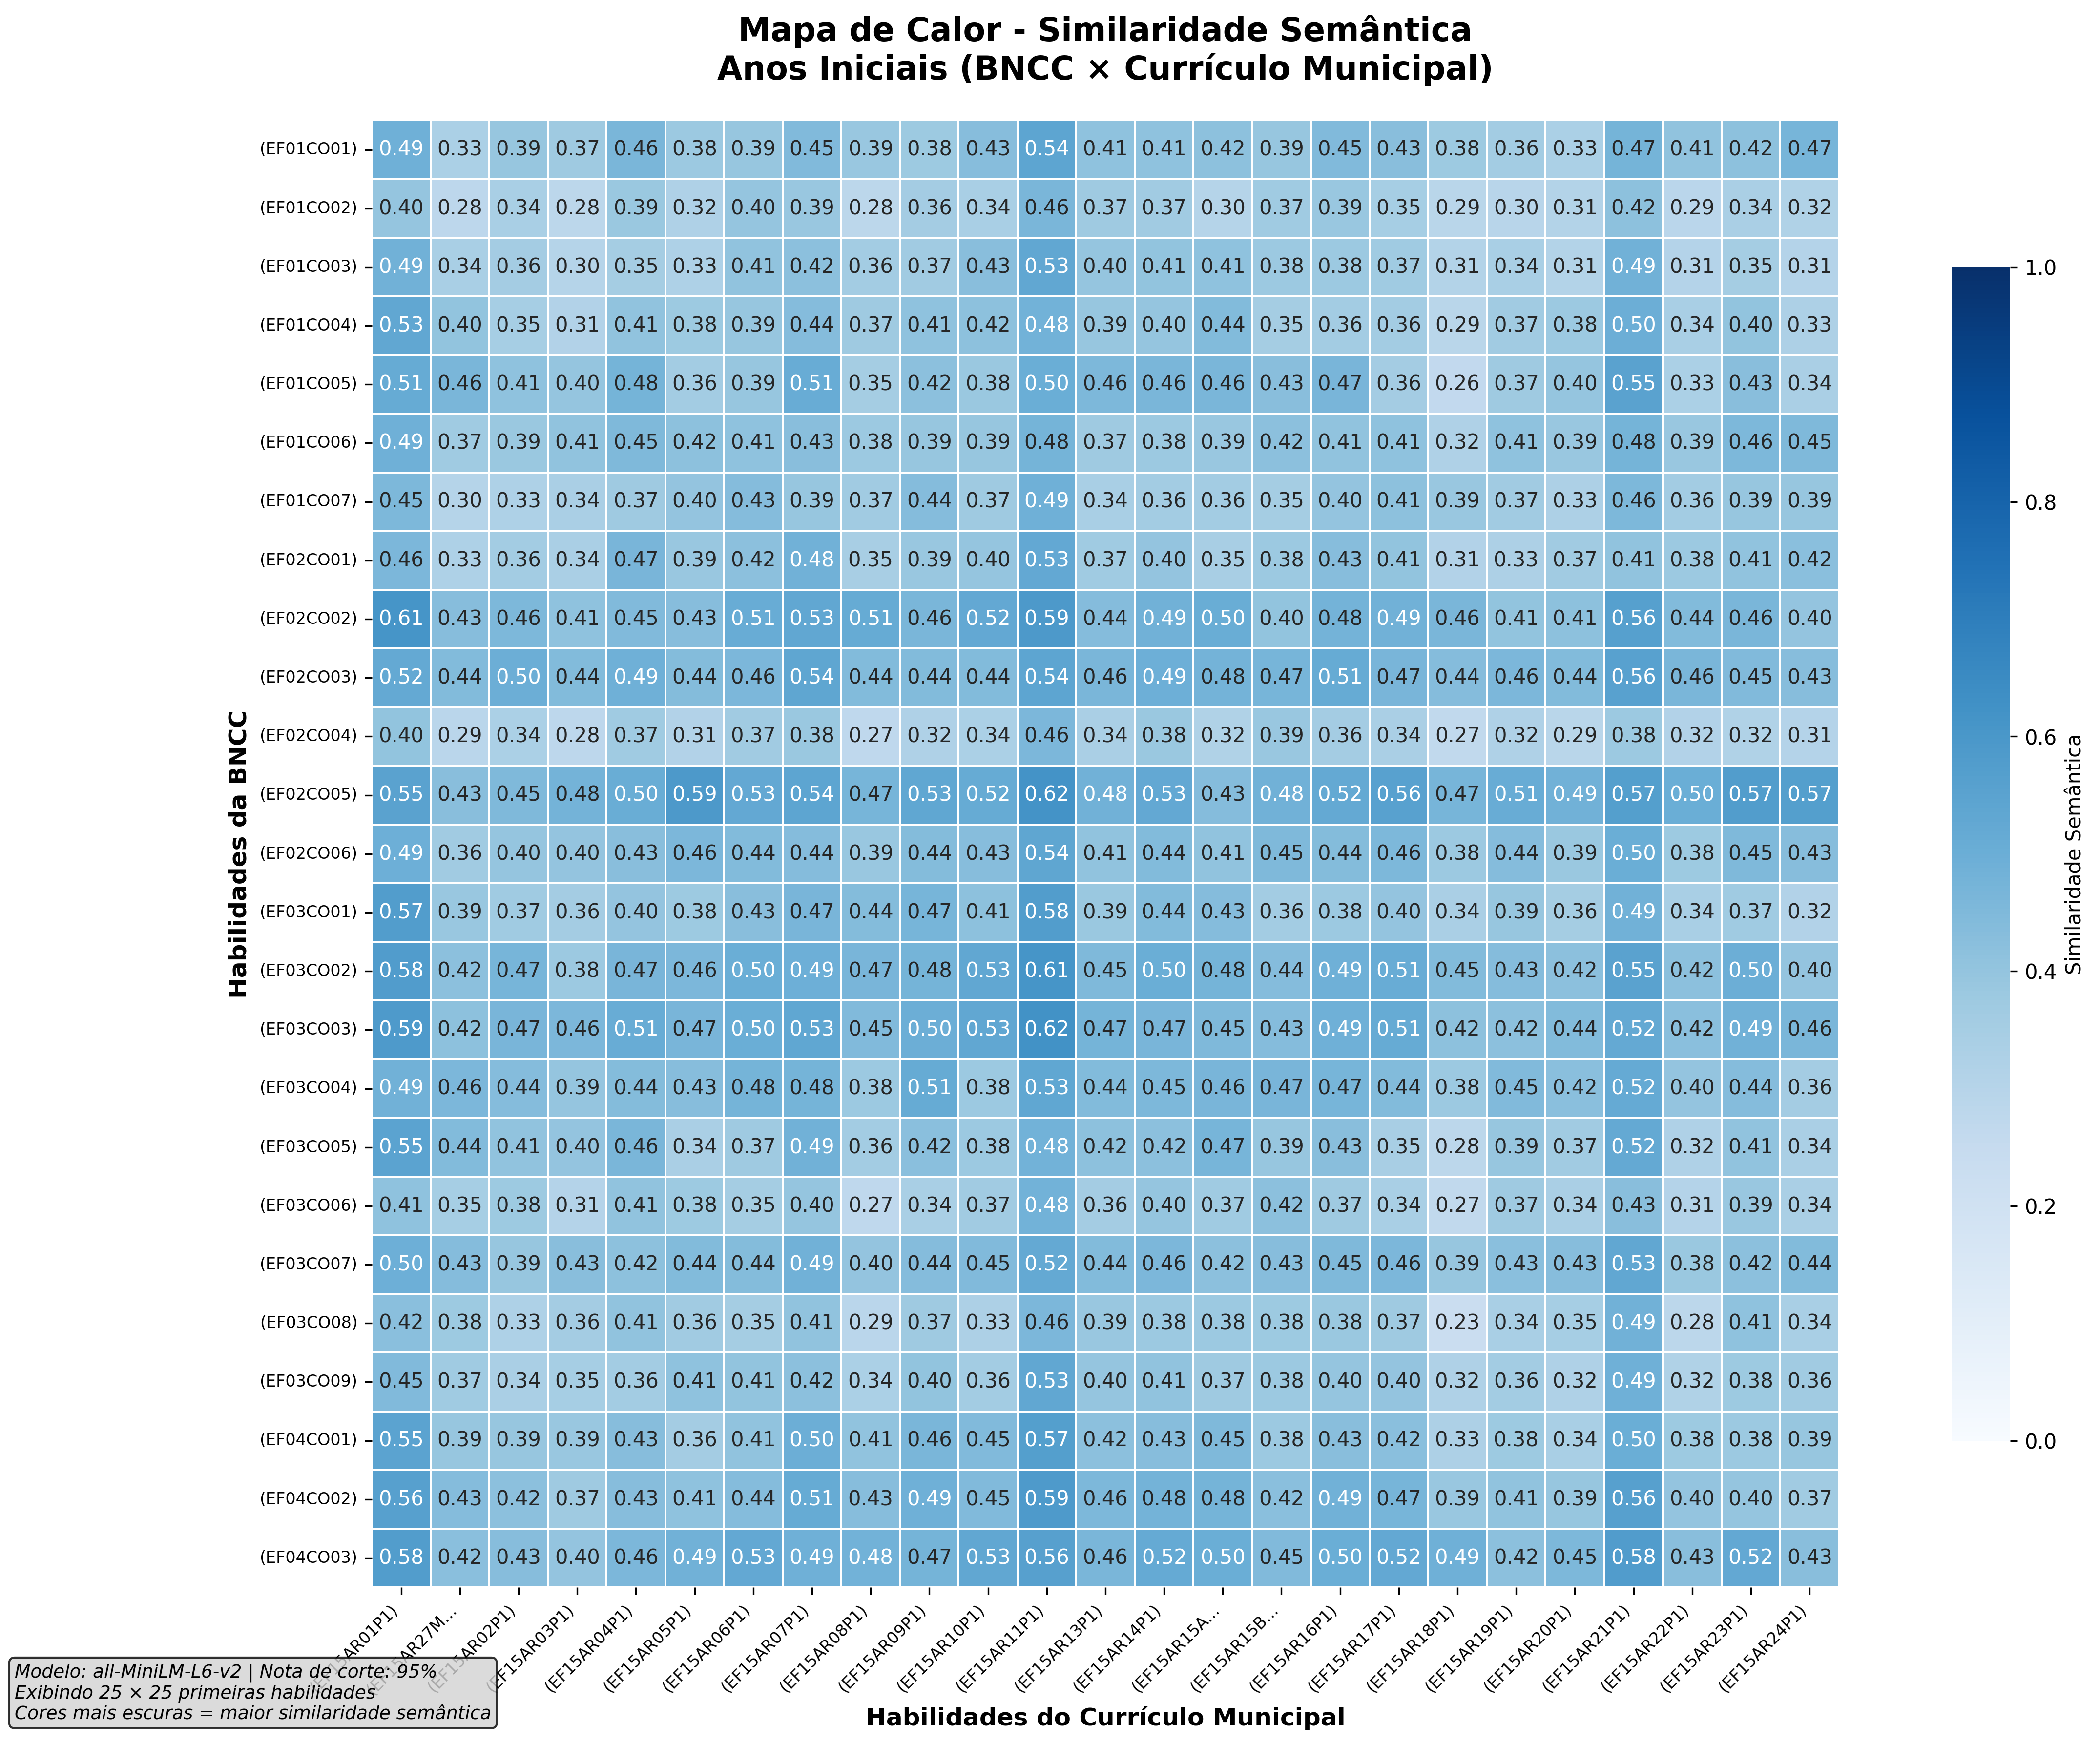 Mapa de Calor - Similaridade Semântica
Anos Iniciais (BNCC × Currículo Municipal)
(EF01CO01) 0.49 0.33 0.39 0.37 0.46 0.38 0.39 0.45 0.39 0.38 0.43 0.54 0.41 0.41 0.42 0.39 0.45 0.43 0.38 0.36 0.33 0.47 0.41 0.42 0.47
(EF01CO02) 0.40 0.28 0.34 0.28 0.39 0.32 0.40 0.39 0.28 0.36 0.34 0.46 0.37 0.37 0.30 0.37 0.39 0.35 0.29 0.30 0.31 0.42 0.29 0.34 0.32
(EF01CO03) 0.49 0.34 0.36 0.30 0.35 0.33 0.41 0.42 0.36 0.37 0.43 0.53 0.40 0.41 0.41 0.38 0.38 0.37 0.31 0.34 0.31 0.49 0.31 0.35 0.31
(EF01CO04) 0.53 0.40 0.35 0.31 0.41 0.38 0.39 0.44 0.37 0.41 0.42 0.48 0.39 0.40 0.44 0.35 0.36 0.36 0.29 0.37 0.38 0.50 0.34 0.40 0.33
(EF01CO05) 0.51 0.46 0.41 0.40 0.48 0.36 0.39 0.51 0.35 0.42 0.38 0.50 0.46 0.46 0.46 0.43 0.47 0.36 0.26 0.37 0.40 0.55 0.33 0.43 0.34
(EF01CO06) 0.49 0.37 0.39 0.41 0.45 0.42 0.41 0.43 0.38 0.39 0.39 0.48 0.37 0.38 0.39 0.42 0.41 0.41 0.32 0.41 0.39 0.48 0.39 0.46 0.45
(EF01CO07) 0.45 0.30 0.33 0.34 0.37 0.40 0.43 0.39 0.37 0.44 0.37 0.49 0.34 0.36 0.36 0.35 0.40 0.41 0.39 0.37 0.33 0.46 0.36 0.39 0.39
(EF02CO01) 0.46 0.33 0.36 0.34 0.47 0.39 0.42 0.48 0.35 0.39 0.40 0.53 0.37 0.40 0.35 0.38 0.43 0.41 0.31 0.33 0.37 0.41 0.38 0.41 0.42
(EF02CO02) 0.61 0.43 0.46 0.41 0.45 0.43 0.51 0.53 0.51 0.46 0.52 0.59 0.44 0.49 0.50 0.40 0.48 0.49 0.46 0.41 0.41 0.56 0.44 0.46 0.40
(EF02CO03) 0.52 0.44 0.50 0.44 0.49 0.44 0.46 0.54 0.44 0.44 0.44 0.54 0.46 0.49 0.48 0.47 0.51 0.47 0.44 0.46 0.44 0.56 0.46 0.45 0.43
(EF02CO04) 0.40 0.29 0.34 0.28 0.37 0.31 0.37 0.38 0.27 0.32 0.34 0.46 0.34 0.38 0.32 0.39 0.36 0.34 0.27 0.32 0.29 0.38 0.32 0.32 0.31
(EF02CO05) 0.55 0.43 0.45 0.48 0.50 0.59 0.53 0.54 0.47 0.53 0.52 0.62 0.48 0.53 0.43 0.48 0.52 0.56 0.47 0.51 0.49 0.57 0.50 0.57 0.57
(EF02CO06) 0.49 0.36 0.40 0.40 0.43 0.46 0.44 0.44 0.39 0.44 0.43 0.54 0.41 0.44 0.41 0.45 0.44 0.46 0.38 0.44 0.39 0.50 0.38 0.45 0.43
(EF03CO01) 0.57 0.39 0.37 0.36 0.40 0.38 0.43 0.47 0.44 0.47 0.41 0.58 0.39 0.44 0.43 0.36 0.38 0.40 0.34 0.39 0.36 0.49 0.34 0.37 0.32
(EF03CO02) 0.58 0.42 0.47 0.38 0.47 0.46 0.50 0.49 0.47 0.48 0.53 0.61 0.45 0.50 0.48 0.44 0.49 0.51 0.45 0.43 0.42 0.55 0.42 0.50 0.40
(EF03CO03) 0.59 0.42 0.47 0.46 0.51 0.47 0.50 0.53 0.45 0.50 0.53 0.62 0.47 0.47 0.45 0.43 0.49 0.51 0.42 0.42 0.44 0.52 0.42 0.49 0.46
(EF03CO04) 0.49 0.46 0.44 0.39 0.44 0.43 0.48 0.48 0.38 0.51 0.38 0.53 0.44 0.45 0.46 0.47 0.47 0.44 0.38 0.45 0.42 0.52 0.40 0.44 0.36
(EF03CO05) 0.55 0.44 0.41 0.40 0.46 0.34 0.37 0.49 0.36 0.42 0.38 0.48 0.42 0.42 0.47 0.39 0.43 0.35 0.28 0.39 0.37 0.52 0.32 0.41 0.34
(EF03CO06) 0.41 0.35 0.38 0.31 0.41 0.38 0.35 0.40 0.27 0.34 0.37 0.48 0.36 0.40 0.37 0.42 0.37 0.34 0.27 0.37 0.34 0.43 0.31 0.39 0.34
(EF03CO07) 0.50 0.43 0.39 0.43 0.42 0.44 0.44 0.49 0.40 0.44 0.45 0.52 0.44 0.46 0.42 0.43 0.45 0.46 0.39 0.43 0.43 0.53 0.38 0.42 0.44
(EF03CO08) 0.42 0.38 0.33 0.36 0.41 0.36 0.35 0.41 0.29 0.37 0.33 0.46 0.39 0.38 0.38 0.38 0.38 0.37 0.23 0.34 0.35 0.49 0.28 0.41 0.34
(EF03CO09) 0.45 0.37 0.34 0.35 0.36 0.41 0.41 0.42 0.34 0.40 0.36 0.53 0.40 0.41 0.37 0.38 0.40 0.40 0.32 0.36 0.32 0.49 0.32 0.38 0.36
(EF04CO01) 0.55 0.39 0.39 0.39 0.43 0.36 0.41 0.50 0.41 0.46 0.45 0.57 0.42 0.43 0.45 0.38 0.43 0.42 0.33 0.38 0.34 0.50 0.38 0.38 0.39
(EF04CO02) 0.56 0.43 0.42 0.37 0.43 0.41 0.44 0.51 0.43 0.49 0.45 0.59 0.46 0.48 0.48 0.42 0.49 0.47 0.39 0.41 0.39 0.56 0.40 0.40 0.37
(EF04CO03) 0.58 0.42 0.43 0.40 0.46 0.49 0.53 0.49 0.48 0.47 0.53 0.56 0.46 0.52 0.50 0.45 0.50 0.52 0.49 0.42 0.45 0.58 0.43 0.52 0.43
Habilidades da BNCC
(EF15AR01P1) (EF15AR27M... (EF15AR02P1) (EF15AR03P1) (EF15AR04P1) (EF15AR05P1) (EF15AR06P1) (EF15AR07P1) (EF15AR08P1) (EF15AR09P1) (EF15AR10P1) (EF15AR11P1) (EF15AR13P1) (EF15AR14P1) (EF15AR15A... (EF15AR15B... (EF15AR16P1) (EF15AR17P1) (EF15AR18P1) (EF15AR19P1) (EF15AR20P1) (EF15AR21P1) (EF15AR22P1) (EF15AR23P1) (EF15AR24P1)
Habilidades do Currículo Municipal
1.0
0.8
0.6
0.4
0.2
0.0
Similaridade Semântica
Modelo: all-MiniLM-L6-v2 | Nota de corte: 95%
Exibindo 25 × 25 primeiras habilidades
Cores mais escuras = maior similaridade semântica